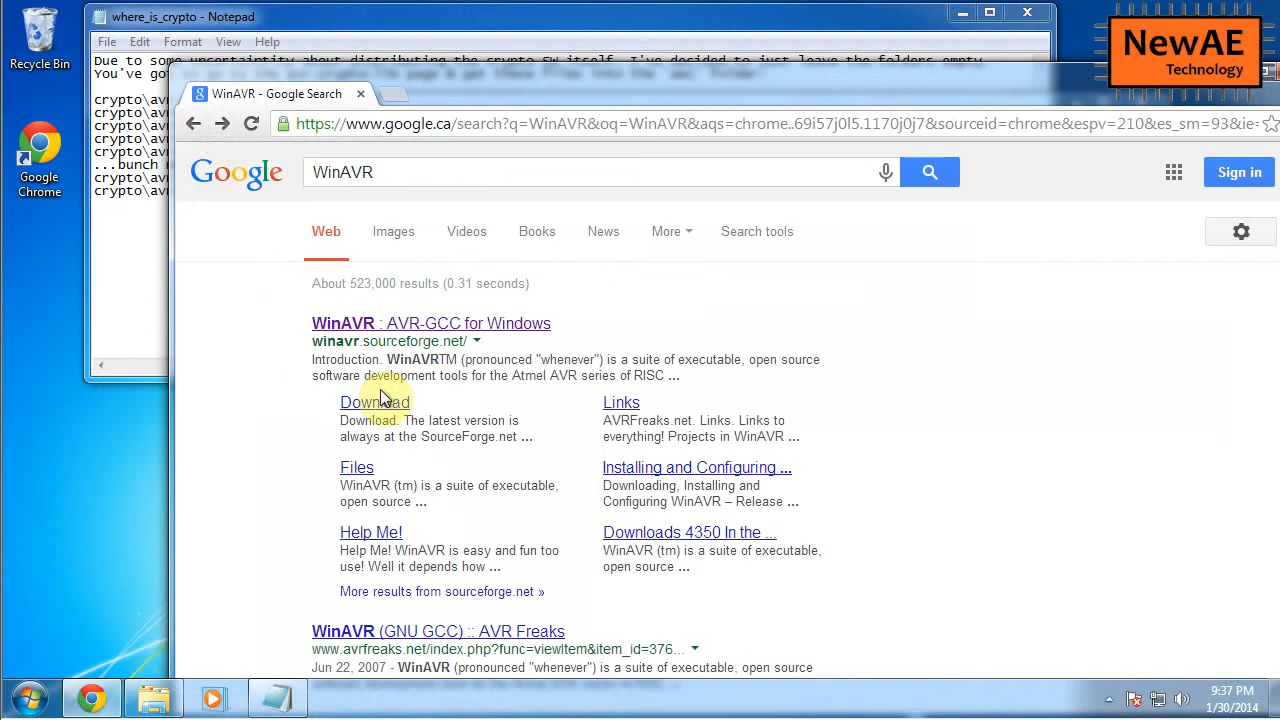 Recycle Bin
Google
Chrome
where_is_crypto - Notepad
File Edit Format View Help
Due to some uncertaintity about distributing the crypto SW itself, I've decided to just leave the folders empty.
You've got
crypto\av
crypto\av
crypto\av
crypto\av
crypto\av
...bunch
crypto\av
crypto\av
NewAE
Technology
WinAVR - Google Search
https://www.google.ca/search?q=WinAVR&oq=WinAVR&aqs=chrome..69i57j0l5.1170j0j7&sourceid=chrome&espv=210&es_sm=93&ie=
Google
WinAVR
Sign in
Web Images Videos Books News More Search tools
About 523,000 results (0.31 seconds)
WinAVR : AVR-GCC for Windows
winavr.sourceforge.net/
Introduction. WinAVRTM (pronounced "whenever") is a suite of executable, open source
software development tools for the Atmel AVR series of RISC ...
Download
Download. The latest version is
always at the SourceForge.net ...
Links
AVRFreaks.net. Links. Links to
everything! Projects in WinAVR ...
Files
WinAVR (tm) is a suite of executable,
open source ...
Installing and Configuring ...
Downloading, Installing and
Configuring WinAVR – Release ...
Help Me!
Help Me! WinAVR is easy and fun too
use! Well it depends how ...
Downloads 4350 In the ...
WinAVR (tm) is a suite of executable,
open source ...
More results from sourceforge.net »
WinAVR (GNU GCC) :: AVR Freaks
www.avrfreaks.net/index.php?func=viewItem&item_id=376...
Jun 22, 2007 - WinAVR (pronounced "whenever") is a suite of executable, open source
9:37 PM
1/30/2014